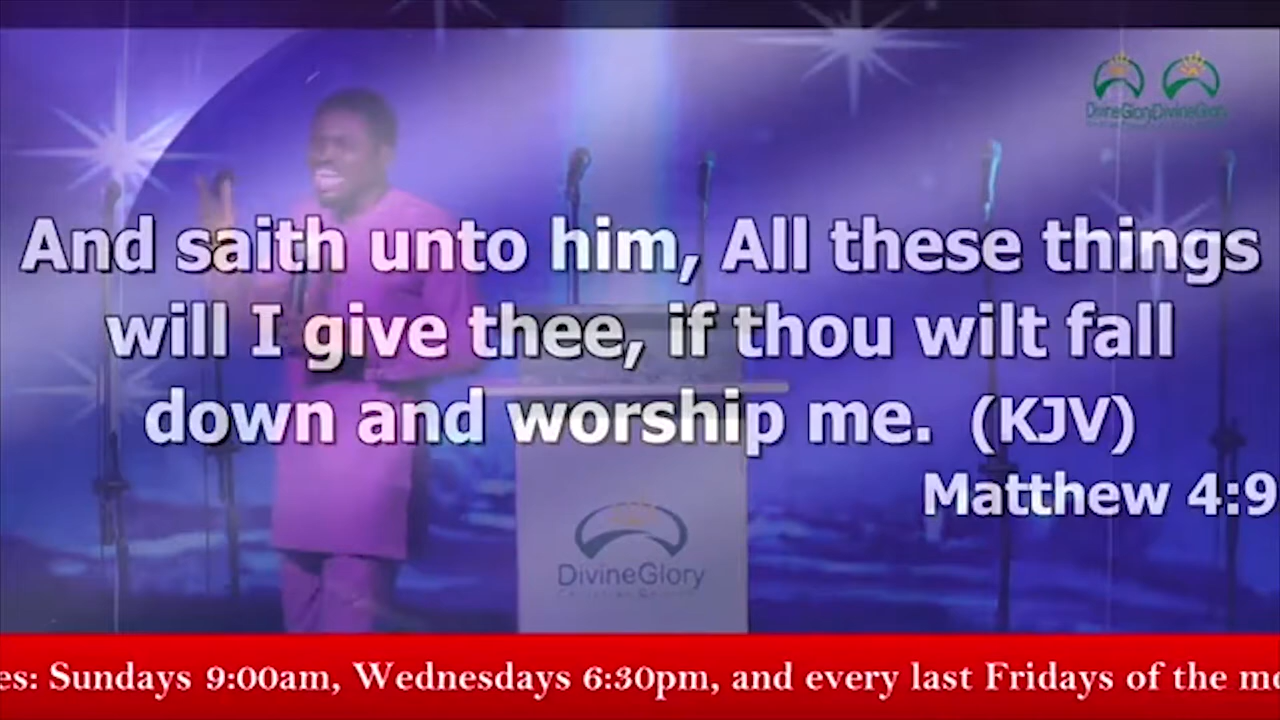 DivineGlory DivineGlory
And saith unto him, All these things
will I give thee, if thou wilt fall
down and worship me. (KJV)
Matthew 4:9
DivineGlory
es: Sundays 9:00am, Wednesdays 6:30pm, and every last Fridays of the mo